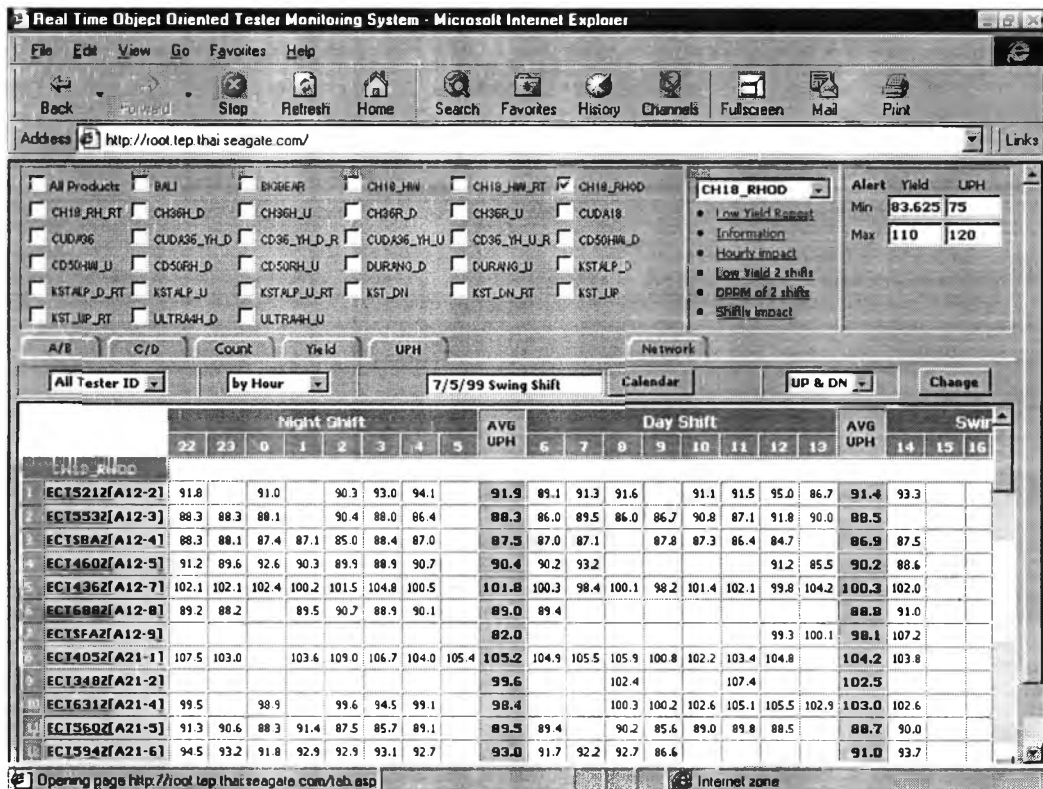 Real Time Object Oriented Tester Monitoring System - Microsoft Internet Explorer
File Edit View Go Favorites Help
Back Forward Stop Refresh Home Search Favorites History Channels Fullscreen Mail Print
Address http://root.tep.thai.seagate.com/ Links
All Products BALI BIGBEAR CH18_HW CH18_HW_RT CH18_RHOD
CH18_RH_RT CH36H_D CH36H_U CH36R_D CH36R_U CUDA18
CUDA36 CUDA36_YH_D CD36_YH_D_R CUDA36_YH_U CD36_YH_U_R CD50HW_D
CD50HW_U CD50RH_D CD50RH_U DURANG_D DURANG_U KSTALP_D
KSTALP_D_RT KSTALP_U KSTALP_U_RT KST_DN KST_DN_RT KST_UP
KST_UP_RT ULTRA4H_D ULTRA4H_U
CH18_RHOD
Low Yield Report
Information
Hourly impact
Low Yield 2 shifts
DPPM of 2 shifts
Shiftly impact
Alert Yield UPH
Min 83.625 75
Max 110 120
A/B C/D Count Yield UPH Network
All Tester ID by Hour 7/5/99 Swing Shift Calendar UP & DN Change
Night Shift AVG UPH Day Shift AVG UPH Swin
22 23 0 1 2 3 4 5 6 7 8 9 10 11 12 13 14 15 16
CH18_RHOD
1 ECT5212[A12-2] 91.8 91.0 90.3 93.0 94.1 91.9 89.1 91.3 91.6 91.1 91.5 95.0 86.7 91.4 93.3
2 ECT5532[A12-3] 88.3 88.3 88.1 90.4 88.0 86.4 88.3 86.0 89.5 86.0 86.7 90.8 87.1 91.8 90.0 88.5
3 ECTSBAZ[A12-4] 88.3 88.1 87.4 87.1 85.0 88.4 87.0 87.5 87.0 87.1 87.8 87.3 86.4 84.7 86.9 87.5
4 ECT4602[A12-5] 91.2 89.6 92.6 90.3 89.9 88.9 90.7 90.4 90.2 93.2 91.2 85.5 90.2 88.6
5 ECT4362[A12-7] 102.1 102.1 102.4 100.2 101.5 104.8 100.5 101.8 100.3 98.4 100.1 98.2 101.4 102.1 99.8 104.2 100.3 102.0
6 ECT6882[A12-8] 89.2 88.2 89.5 90.7 88.9 90.1 89.0 89.4 88.8 91.0
7 ECTSFAZ[A12-9] 82.0 99.3 100.1 98.1 107.2
8 ECT4052[A21-1] 107.5 103.0 103.6 109.0 106.7 104.0 105.4 105.2 104.9 105.5 105.9 100.8 102.2 103.4 104.8 104.2 103.8
9 ECT3482[A21-2] 99.6 102.4 107.4 102.5
10 ECT6312[A21-4] 99.5 98.9 99.6 94.5 99.1 98.4 100.3 100.2 102.6 105.1 105.5 102.9 103.0 102.6
11 ECT5602[A21-5] 91.3 90.6 88.3 91.4 87.5 85.7 89.1 89.5 89.4 90.2 85.6 89.0 89.8 88.5 88.7 90.0
12 ECT5942[A21-6] 94.5 93.2 91.8 92.9 92.9 93.1 92.7 93.0 91.7 92.2 92.7 86.6 91.0 93.7
Opening page http://root.tep.thai.seagate.com/tab.asp Internet zone